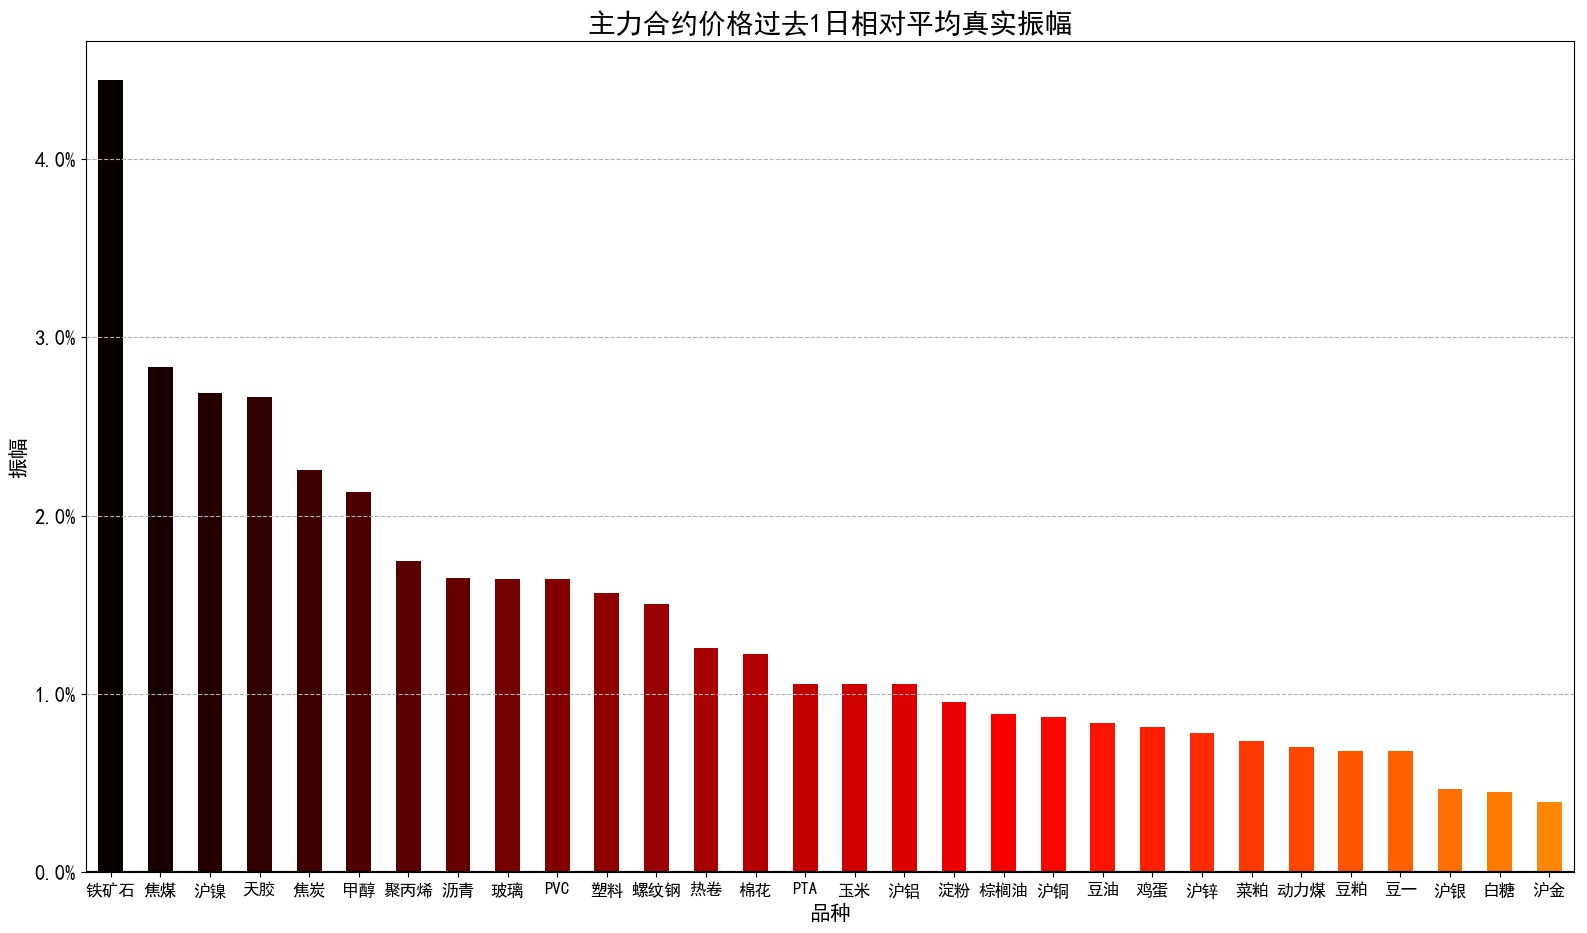 主力合约价格过去1日相对平均真实振幅
振幅
4.0%
3.0%
2.0%
1.0%
0.0%
铁矿石 焦煤 沪镍 天胶 焦炭 甲醇 聚丙烯 沥青 玻璃 PVC 塑料 螺纹钢 热卷 棉花 PTA 玉米 沪铝 淀粉 棕榈油 沪铜 豆油 鸡蛋 沪锌 菜粕 动力煤 豆粕 豆一 沪银 白糖 沪金
品种